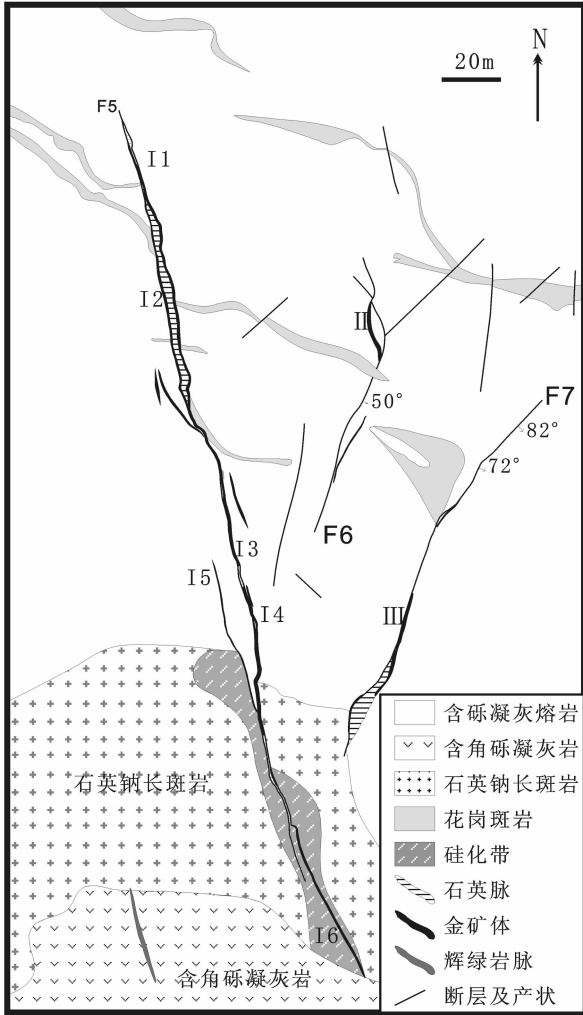 N
20m
F5
I1
I2
II
50°
F7
82°
72°
F6
I3
I5
I4
III
含砾凝灰熔岩
含角砾凝灰岩
石英钠长斑岩
石英钠长斑岩
花岗斑岩
硅化带
石英脉
I6
金矿体
含角砾凝灰岩
辉绿岩脉
断层及产状